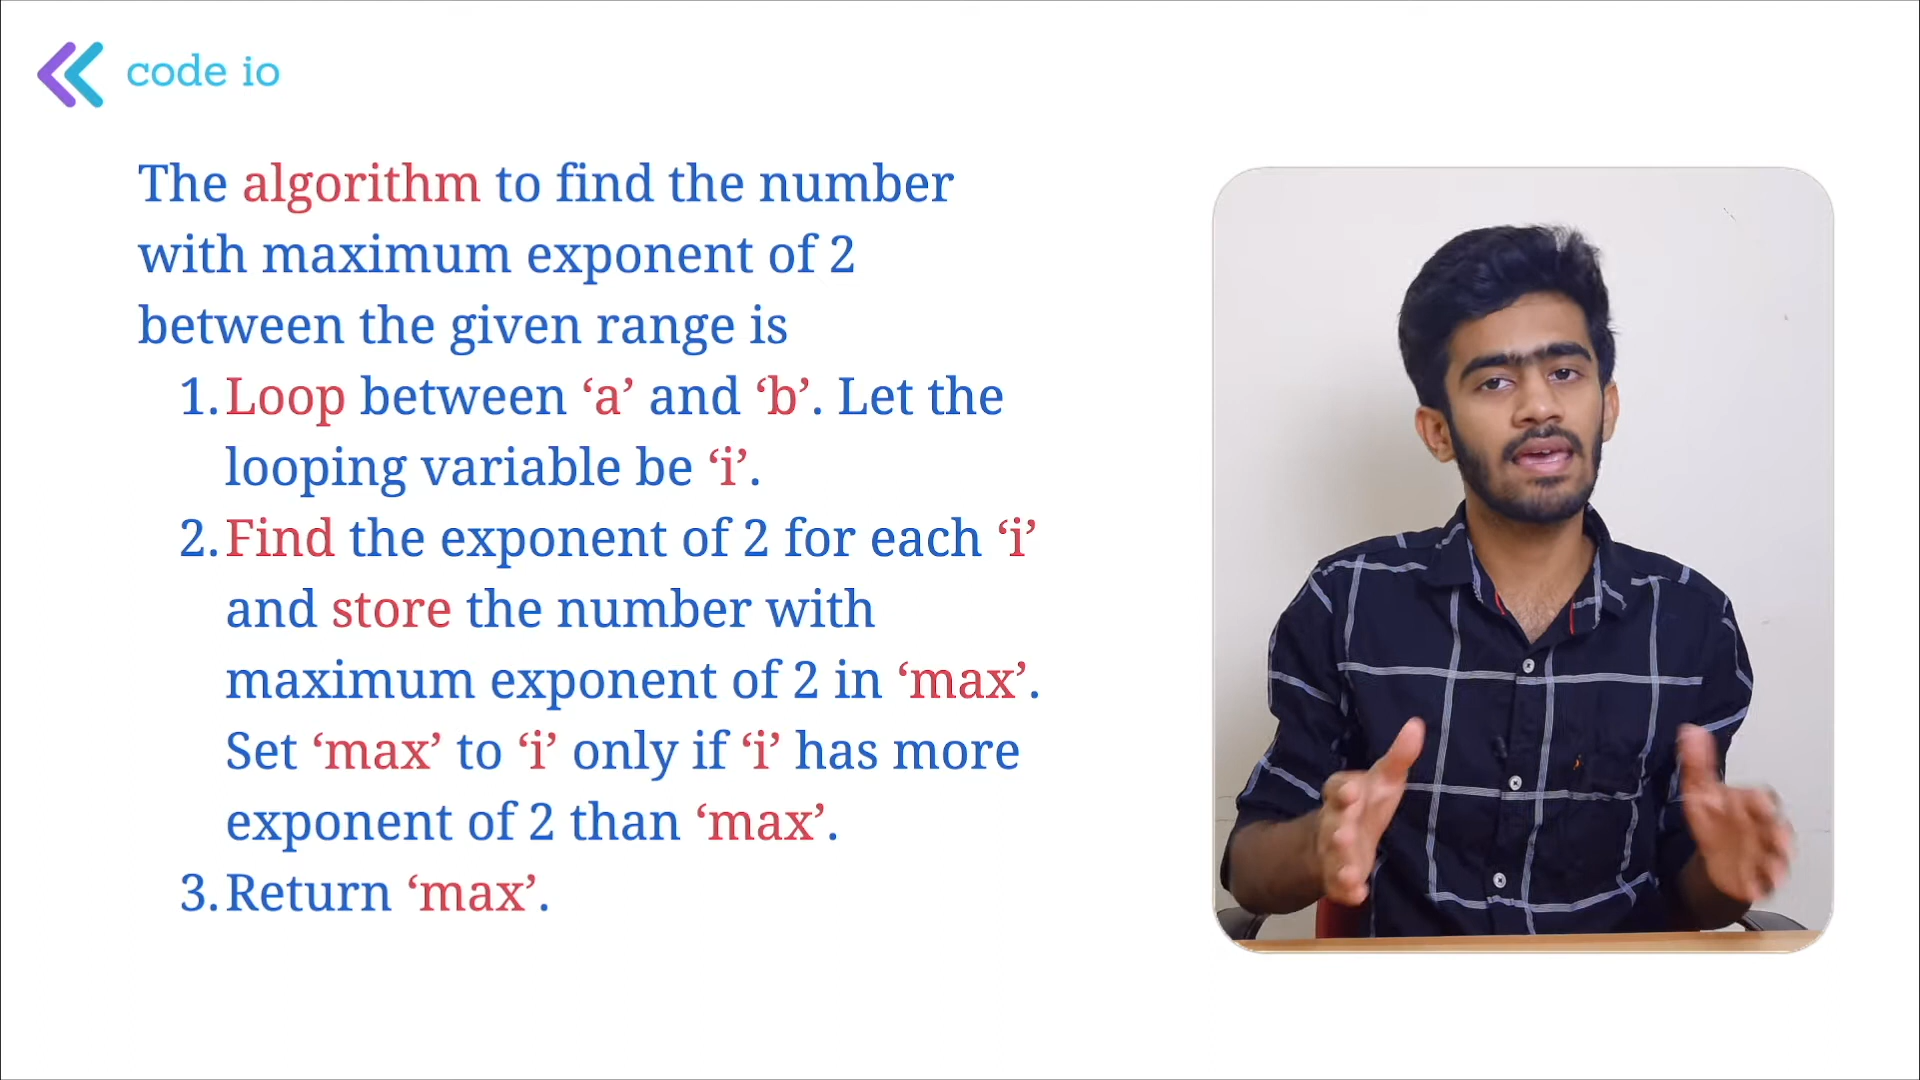 code io
The algorithm to find the number
with maximum exponent of 2
between the given range is
1. Loop between ‘a’ and ‘b’. Let the
looping variable be ‘i’.
2. Find the exponent of 2 for each ‘i’
and store the number with
maximum exponent of 2 in ‘max’.
Set ‘max’ to ‘i’ only if ‘i’ has more
exponent of 2 than ‘max’.
3. Return ‘max’.